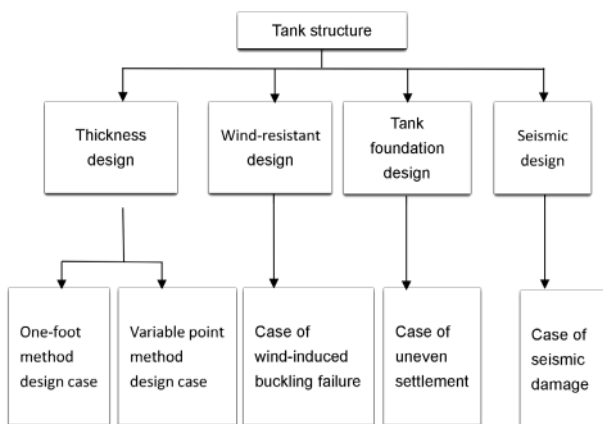 Tank structure
Thickness
design
Wind-resistant
design
Tank
foundation
design
Seismic
design
One-foot
method
design case
Variable point
method
design case
Case of
wind-induced
buckling failure
Case of
uneven
settlement
Case of
seismic
damage